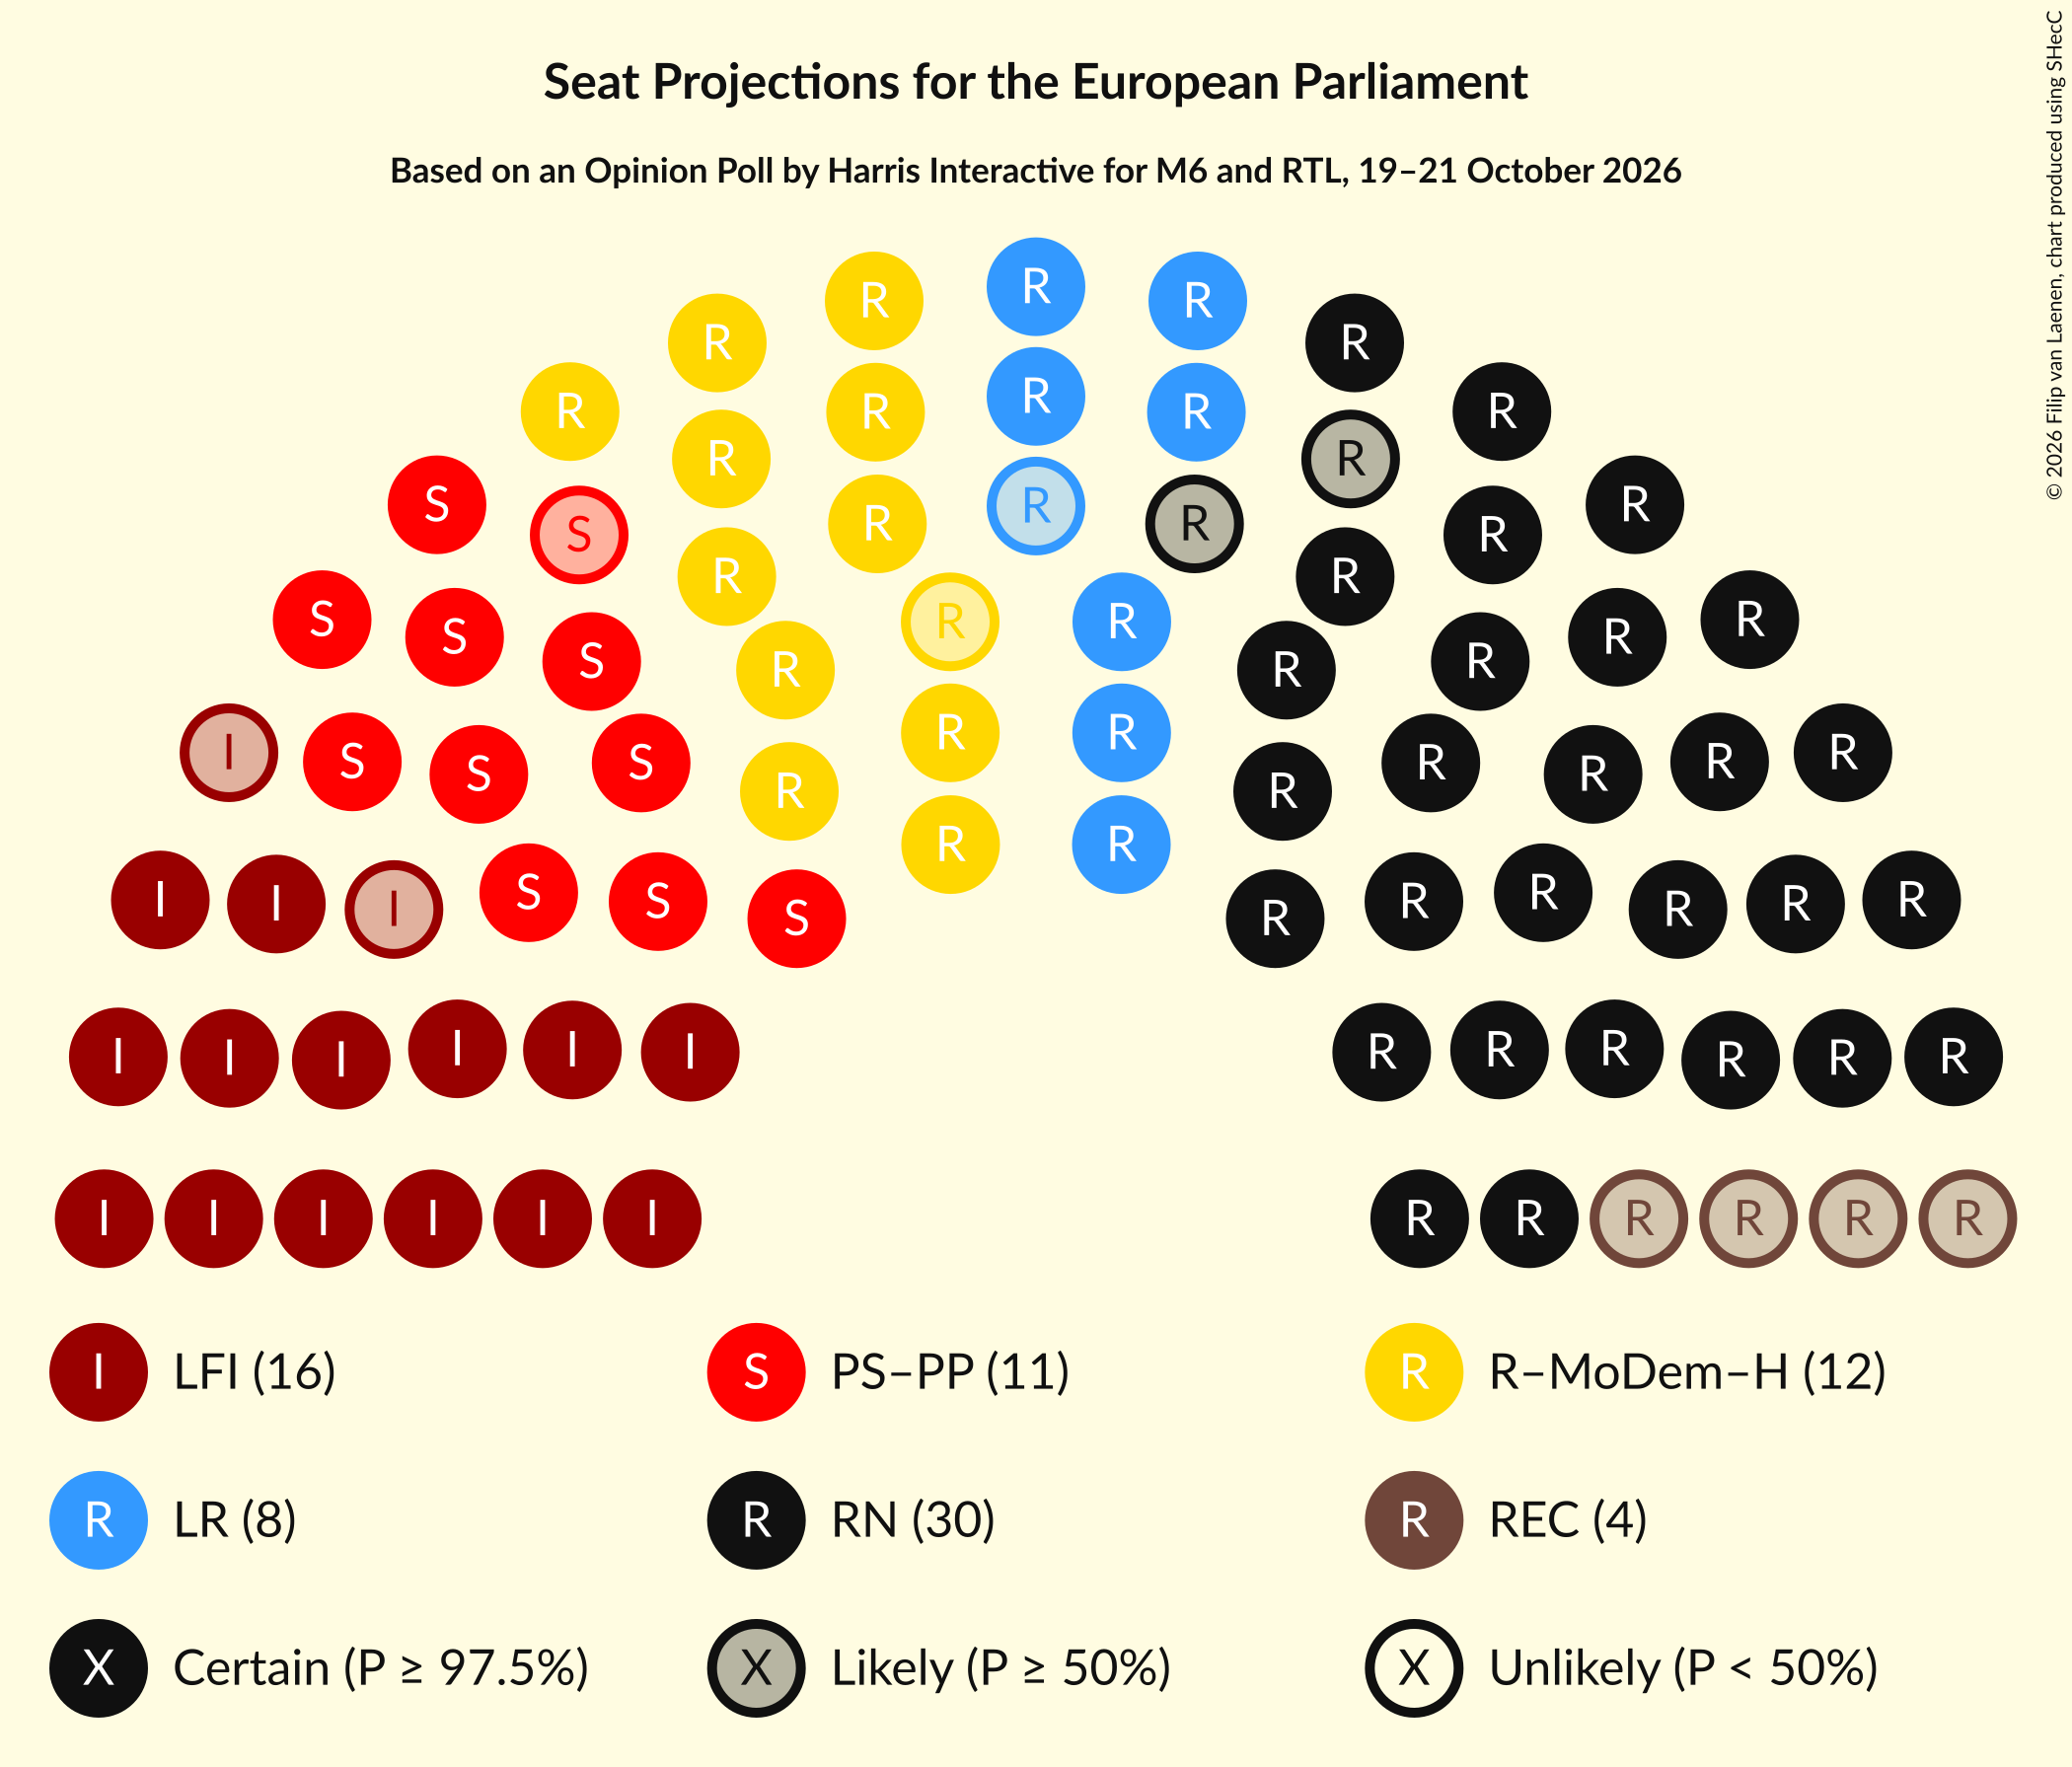 Seat Projections for the European Parliament
Based on an Opinion Poll by Harris Interactive for M6 and RTL, 19–21 October 2026
© 2026 Filip van Laenen, chart produced using SHecC
R
R R
R R
R
R R
R R
R R
S R
R R
S S R R
R R
S R R
S S S R R R
R R
I S S S R R R R
R R
R R
I I I S S S R R R R R R
I I I I I I R R R R R R
I I I I I I R R R R R R
I LFI (16) S PS–PP (11) R R–MoDem–H (12)
R LR (8) R RN (30) R REC (4)
X Certain (P ≥ 97.5%) X Likely (P ≥ 50%) X Unlikely (P < 50%)